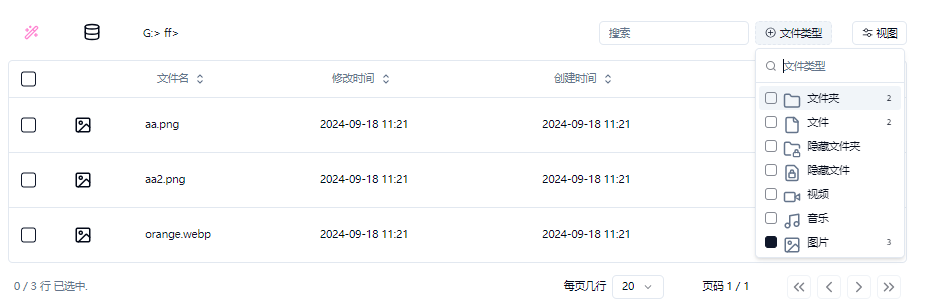 G:> ff>
搜索
文件类型
视图
文件名
修改时间
创建时间
文件类型
文件夹 2
文件 2
隐藏文件夹
隐藏文件
视频
音乐
图片 3
aa.png 2024-09-18 11:21 2024-09-18 11:21
aa2.png 2024-09-18 11:21 2024-09-18 11:21
orange.webp 2024-09-18 11:21 2024-09-18 11:21
0 / 3 行 已选中.
每页几行 20
页码 1 / 1